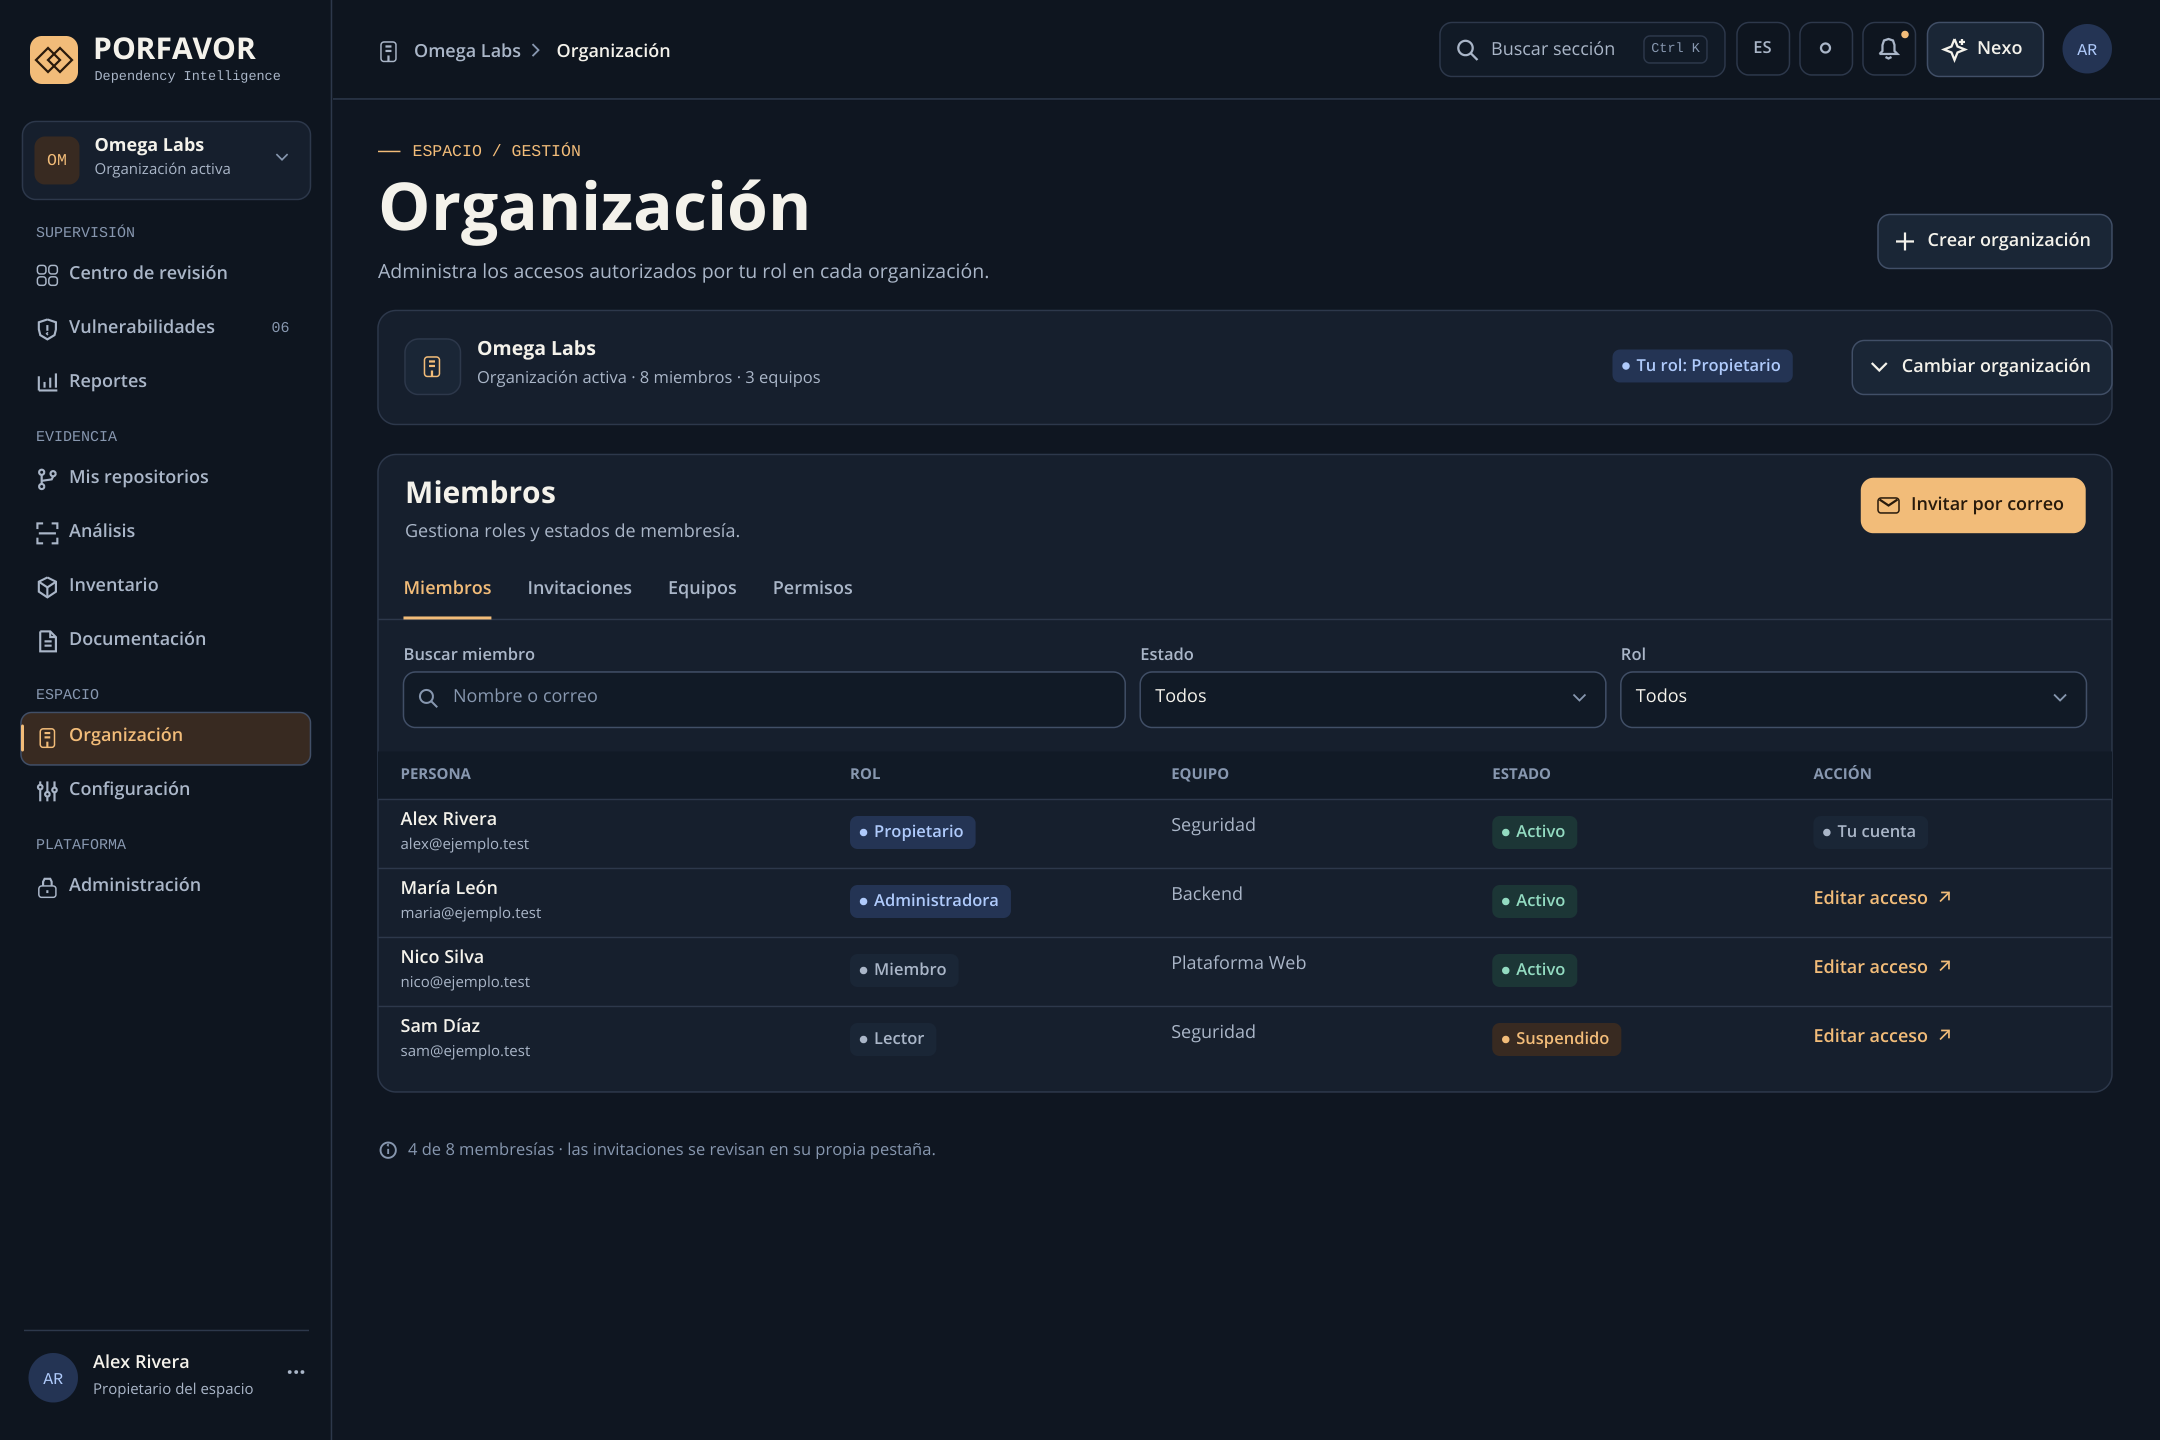 PORFAVOR
Dependency Intelligence
OM
Omega Labs
Organización activa
SUPERVISIÓN
Centro de revisión
Vulnerabilidades 06
Reportes
EVIDENCIA
Mis repositorios
Análisis
Inventario
Documentación
ESPACIO
Organización
Configuración
PLATAFORMA
Administración
AR
Alex Rivera
Propietario del espacio
Omega Labs > Organización
Buscar sección Ctrl K
ES
Nexo
AR
ESPACIO / GESTIÓN
Organización
Administra los accesos autorizados por tu rol en cada organización.
Crear organización
Omega Labs
Organización activa · 8 miembros · 3 equipos
Tu rol: Propietario
Cambiar organización
Miembros
Gestiona roles y estados de membresía.
Invitar por correo
Miembros Invitaciones Equipos Permisos
Buscar miembro Estado Rol
Nombre o correo Todos Todos
PERSONA ROL EQUIPO ESTADO ACCIÓN
Alex Rivera
alex@ejemplo.test
Propietario Seguridad Activo Tu cuenta
María León
maria@ejemplo.test
Administradora Backend Activo Editar acceso
Nico Silva
nico@ejemplo.test
Miembro Plataforma Web Activo Editar acceso
Sam Díaz
sam@ejemplo.test
Lector Seguridad Suspendido Editar acceso
4 de 8 membresías · las invitaciones se revisan en su propia pestaña.